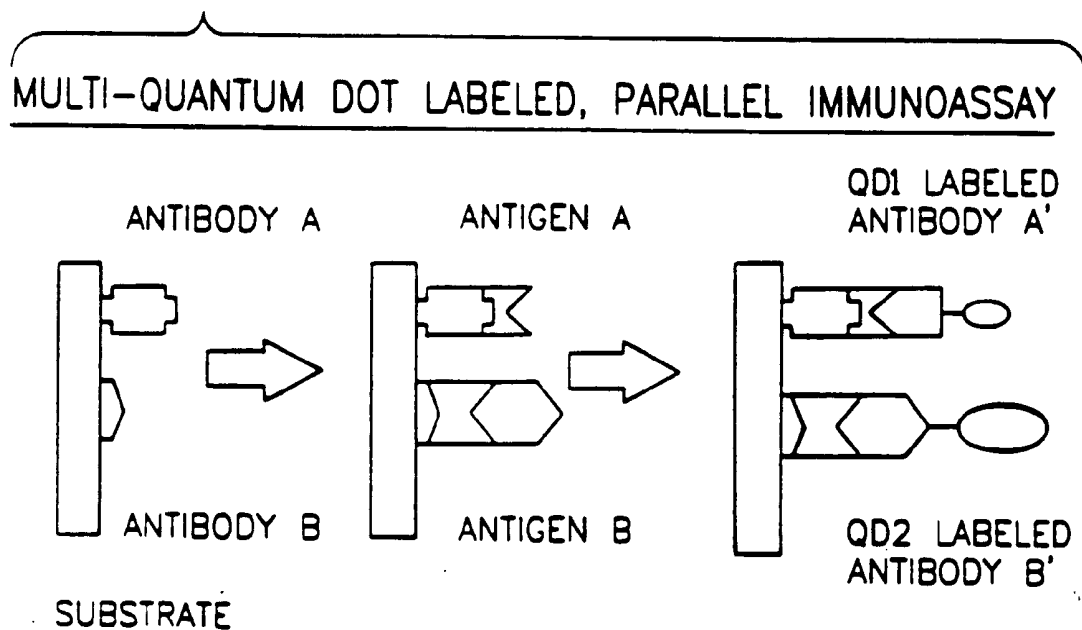 MULTI-QUANTUM DOT LABELED, PARALLEL IMMUNOASSAY
QD1 LABELED
ANTIBODY A'
ANTIBODY A
ANTIGEN A
ANTIBODY B
ANTIGEN B
QD2 LABELED
ANTIBODY B'
SUBSTRATE